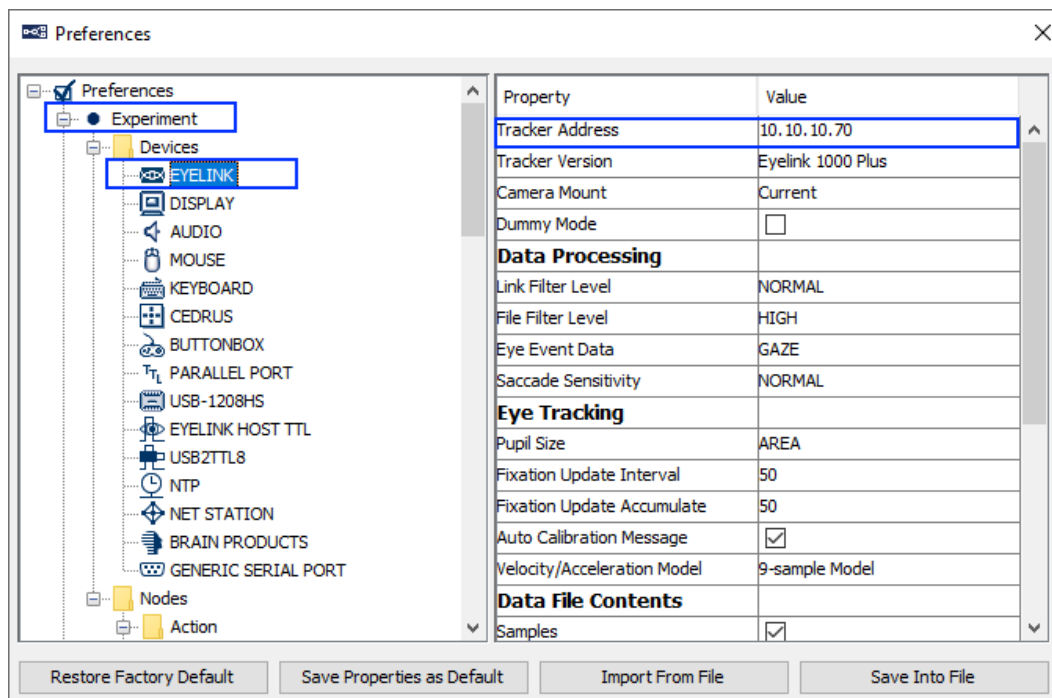 Preferences
Preferences
Experiment
Devices
EYELINK
DISPLAY
AUDIO
MOUSE
KEYBOARD
CEDRUS
BUTTONBOX
TTL PARALLEL PORT
USB-1208HS
EYELINK HOST TTL
USB2TTL8
NTP
NET STATION
BRAIN PRODUCTS
GENERIC SERIAL PORT
Nodes
Action
Property Value
Tracker Address 10.10.10.70
Tracker Version Eyelink 1000 Plus
Camera Mount Current
Dummy Mode
Data Processing
Link Filter Level NORMAL
File Filter Level HIGH
Eye Event Data GAZE
Saccade Sensitivity NORMAL
Eye Tracking
Pupil Size AREA
Fixation Update Interval 50
Fixation Update Accumulate 50
Auto Calibration Message
Velocity/Acceleration Model 9-sample Model
Data File Contents
Samples
Restore Factory Default Save Properties as Default Import From File Save Into File